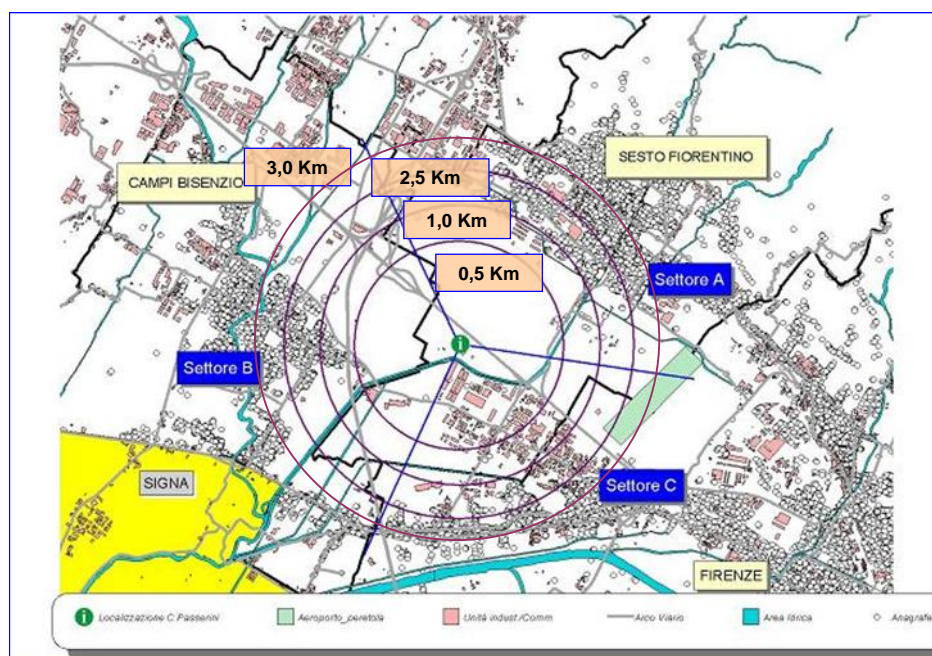 3,0 Km
2,5 Km
SESTO FIORENTINO
CAMPI BISENZIO
1,0 Km
0,5 Km
Settore A
Settore B
SIGNA
Settore C
FIRENZE
Localizzazione C.Passerini
Aeroporto_peretola
Unità indust./Comm
Arco Viario
Area Idrica
Anagrafe